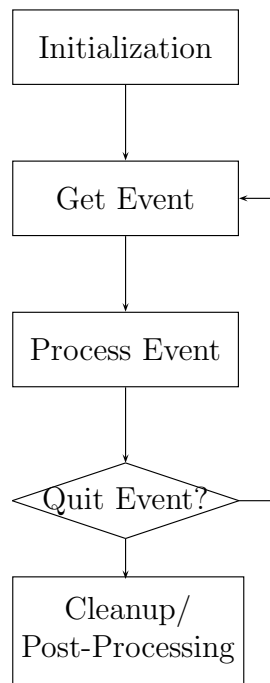 Initialization
Get Event
Process Event
Quit Event?
Cleanup/
Post-Processing